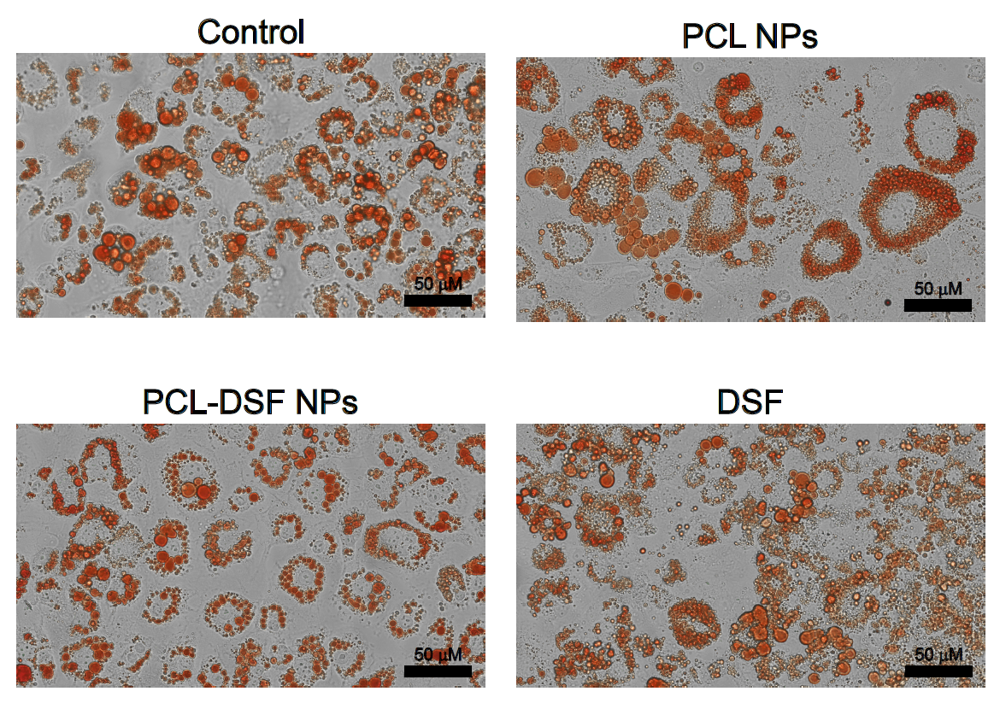 Control
PCL NPs
50 µM
50 µM
PCL-DSF NPs
DSF
50 µM
50 µM